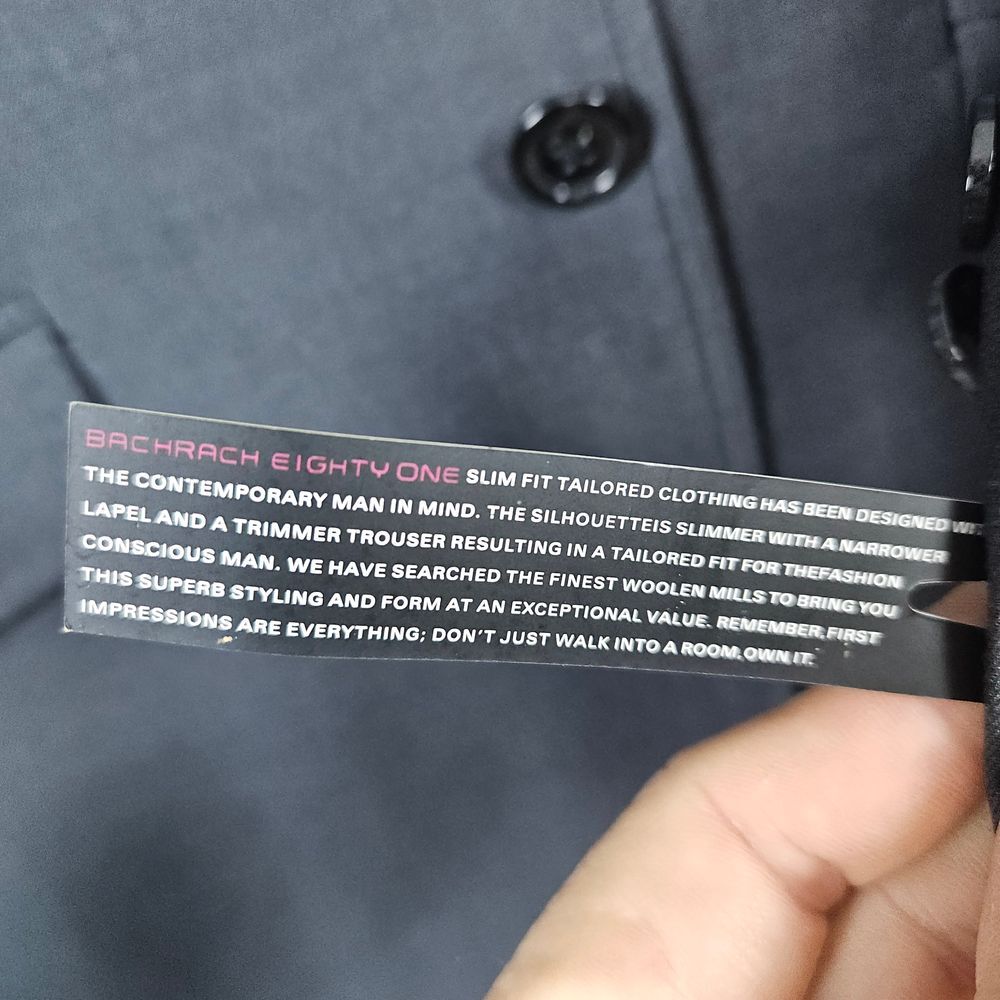 BACHRACH EIGHTY ONE SLIM FIT TAILORED CLOTHING HAS BEEN DESIGNED
THE CONTEMPORARY MAN IN MIND. THE SILHOUETTEIS SLIMMER WITH A NARROWER
LAPEL AND A TRIMMER TROUSER RESULTING IN A TAILORED FIT FOR THEFASHION
CONSCIOUS MAN. WE HAVE SEARCHED THE FINEST WOOLEN MILLS TO BRING YOU
THIS SUPERB STYLING AND FORM AT AN EXCEPTIONAL VALUE. REMEMBER,FIRST
IMPRESSIONS ARE EVERYTHING; DON'T JUST WALK INTO A ROOM.OWN IT.